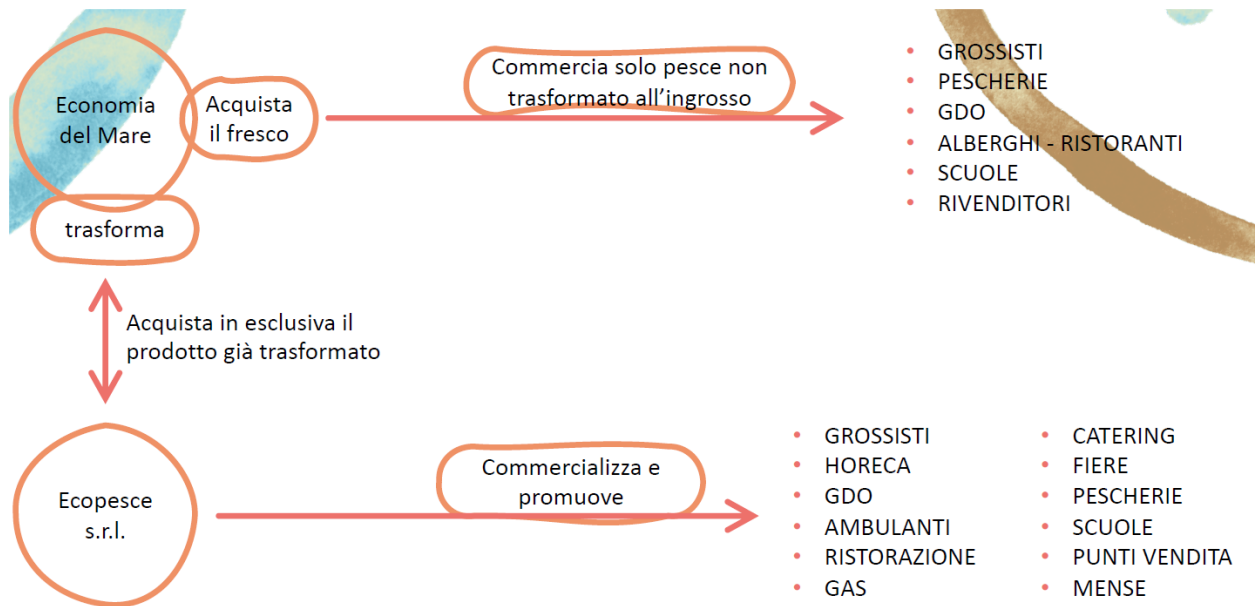 Economia
del Mare
Acquista
il fresco
trasforma
Commercia solo pesce non
trasformato all’ingrosso
• GROSSISTI
• PESCHERIE
• GDO
• ALBERGHI - RISTORANTI
• SCUOLE
• RIVENDITORI
Acquista in esclusiva il
prodotto già trasformato
Ecopesce
s.r.l.
Commercializza e
promuove
• GROSSISTI
• HORECA
• GDO
• AMBULANTI
• RISTORAZIONE
• GAS
• CATERING
• FIERE
• PESCHERIE
• SCUOLE
• PUNTI VENDITA
• MENSE